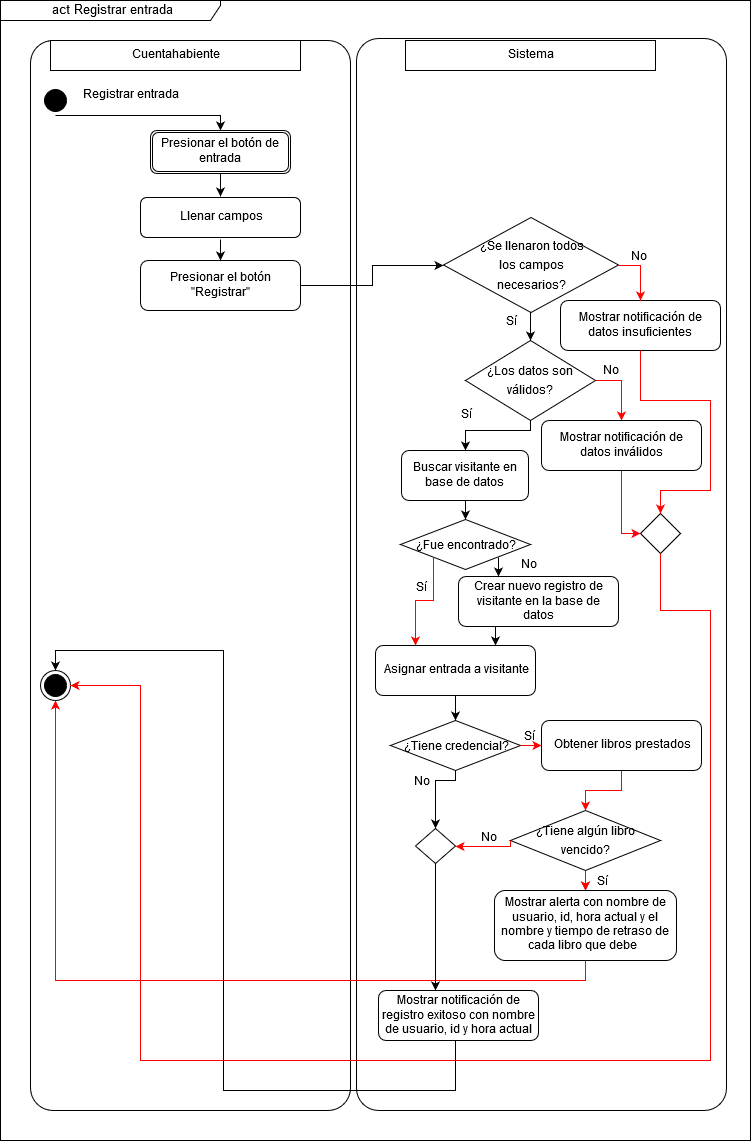 act Registrar entrada
Cuentahabiente
Sistema
Registrar entrada
Presionar el botón de
entrada
Llenar campos
Presionar el botón
"Registrar"
¿Se llenaron todos
los campos
necesarios?
No
Sí
Mostrar notificación de
datos insuficientes
¿Los datos son
válidos?
No
Sí
Mostrar notificación de
datos inválidos
Buscar visitante en
base de datos
¿Fue encontrado?
No
Sí
Crear nuevo registro de
visitante en la base de
datos
Asignar entrada a visitante
¿Tiene credencial?
Sí
No
Obtener libros prestados
¿Tiene algún libro
vencido?
No
Sí
Mostrar alerta con nombre de
usuario, id, hora actual y el
nombre y tiempo de retraso de
cada libro que debe
Mostrar notificación de
registro exitoso con nombre
de usuario, id y hora actual